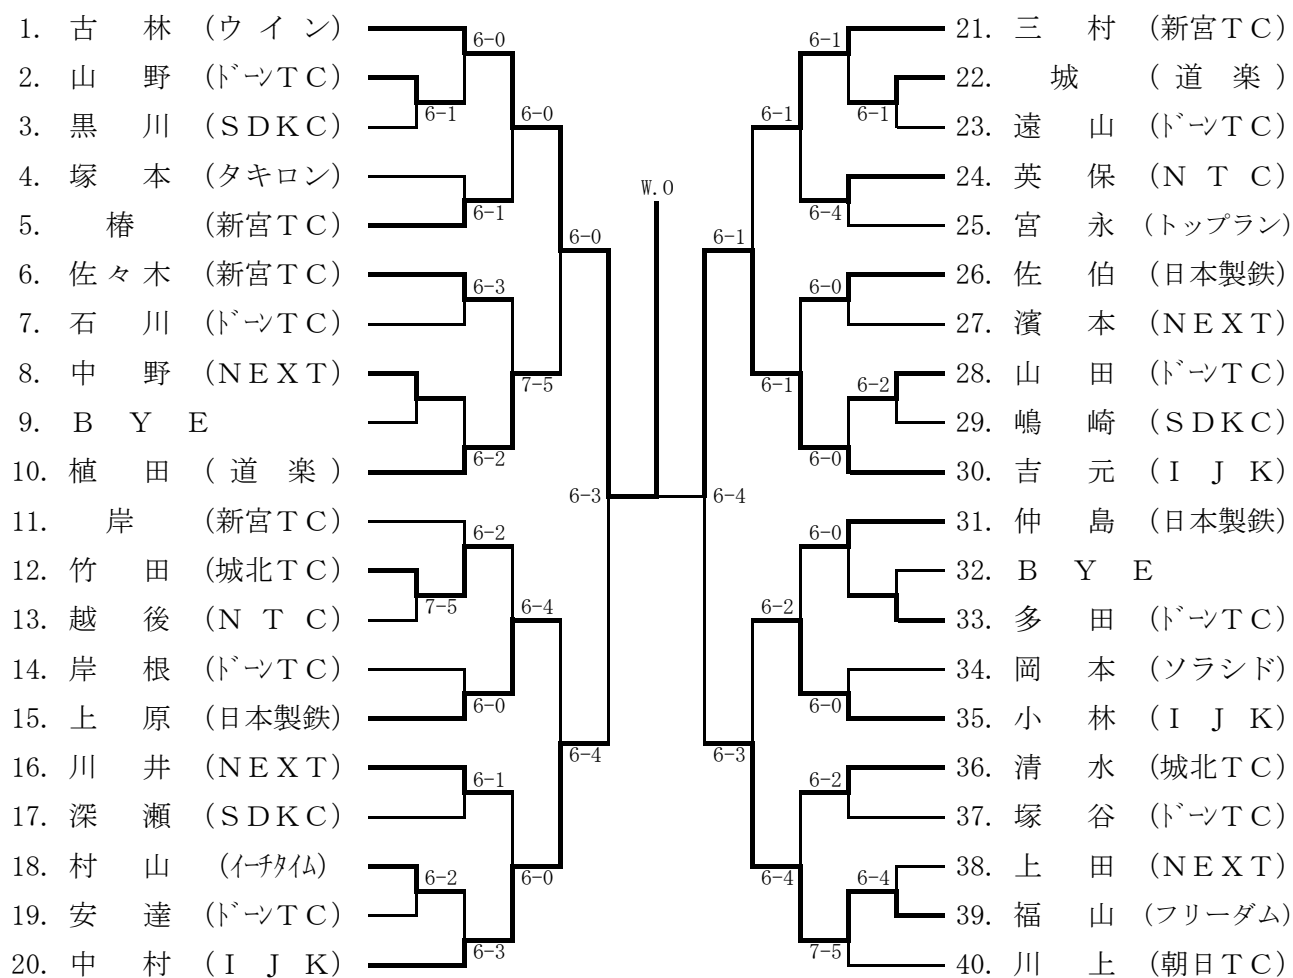 1. 古 林 (ウ イ ン)
2. 山 野 (ドーンTC)
3. 黒 川 (SDKC)
4. 塚 本 (タキロン)
5. 椿 (新宮TC)
6. 佐々木 (新宮TC)
7. 石 川 (ドーンTC)
8. 中 野 (NEXT)
9. B Y E
10. 植 田 ( 道 楽 )
11. 岸 (新宮TC)
12. 竹 田 (城北TC)
13. 越 後 (N T C)
14. 岸 根 (ドーンTC)
15. 上 原 (日本製鉄)
16. 川 井 (NEXT)
17. 深 瀬 (SDKC)
18. 村 山 (イーチタイム)
19. 安 達 (ドーンTC)
20. 中 村 (I J K)
6-0
6-1
6-0
6-1
6-0
6-3
7-5
6-2
6-3
6-2
7-5
6-4
6-0
6-4
6-1
6-2
6-0
6-3
W.O
6-1
6-1
6-1
6-4
6-1
6-0
6-1
6-2
6-0
6-4
6-0
6-2
6-0
6-3
6-2
6-4
6-4
7-5
21. 三 村 (新宮TC)
22. 城 ( 道 楽 )
23. 遠 山 (ドーンTC)
24. 英 保 (N T C)
25. 宮 永 (トップラン)
26. 佐 伯 (日本製鉄)
27. 濱 本 (NEXT)
28. 山 田 (ドーンTC)
29. 嶋 崎 (SDKC)
30. 吉 元 (I J K)
31. 仲 島 (日本製鉄)
32. B Y E
33. 多 田 (ドーンTC)
34. 岡 本 (ソラシド)
35. 小 林 (I J K)
36. 清 水 (城北TC)
37. 塚 谷 (ドーンTC)
38. 上 田 (NEXT)
39. 福 山 (フリーダム)
40. 川 上 (朝日TC)